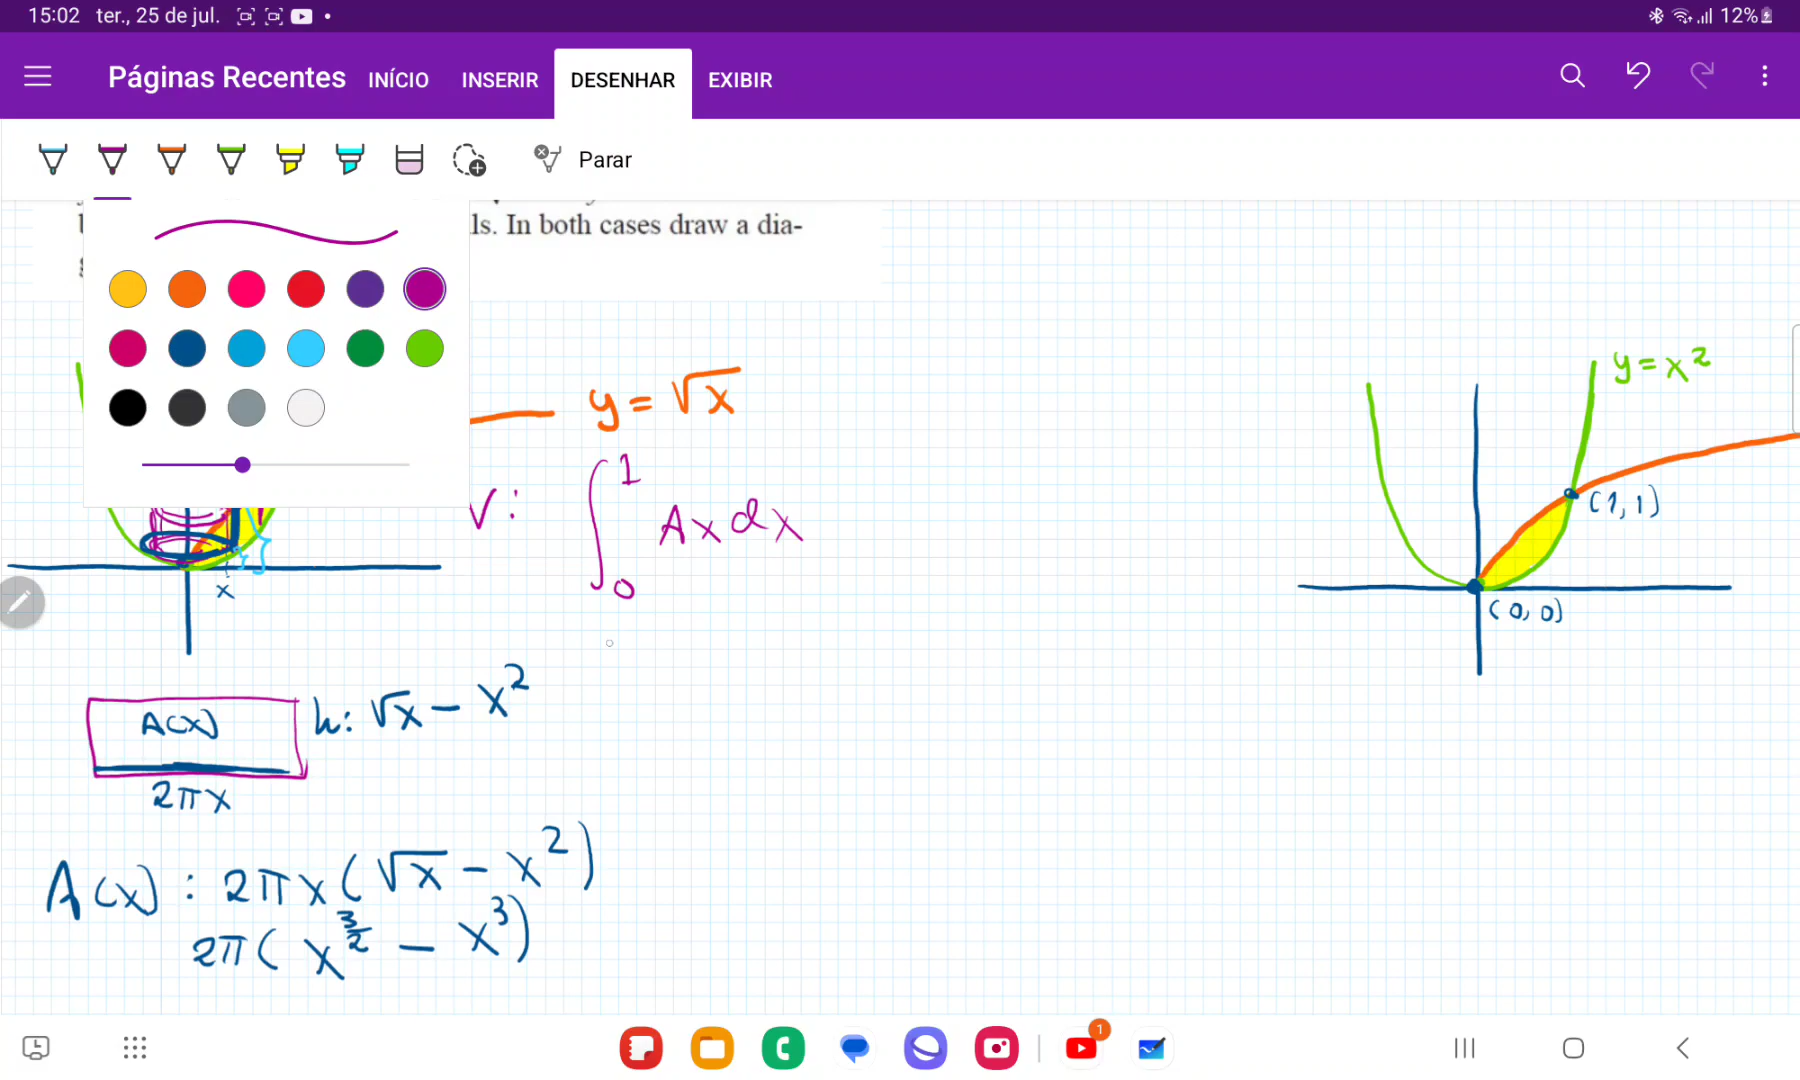 15:02 ter., 25 de jul. 12%
Páginas Recentes INÍCIO INSERIR DESENHAR EXIBIR
Parar
ls. In both cases draw a dia-
y = x²
y = √x
(1,1)
V: ∫₀¹ Ax dx
x
(0,0)
A(x) h: √x − x²
2πx
A(x) : 2πx(√x − x²)
2π( x^{3/2} − x³)
1